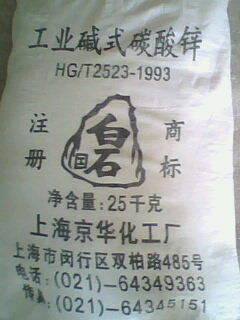 工业碱式碳酸锌
HG/T2523-1993
注册
白石
商标
净含量:25千克
上海京华化工厂
上海市闵行区双柏路485号
电话:(021)-64349363
传真:(021)-64345151